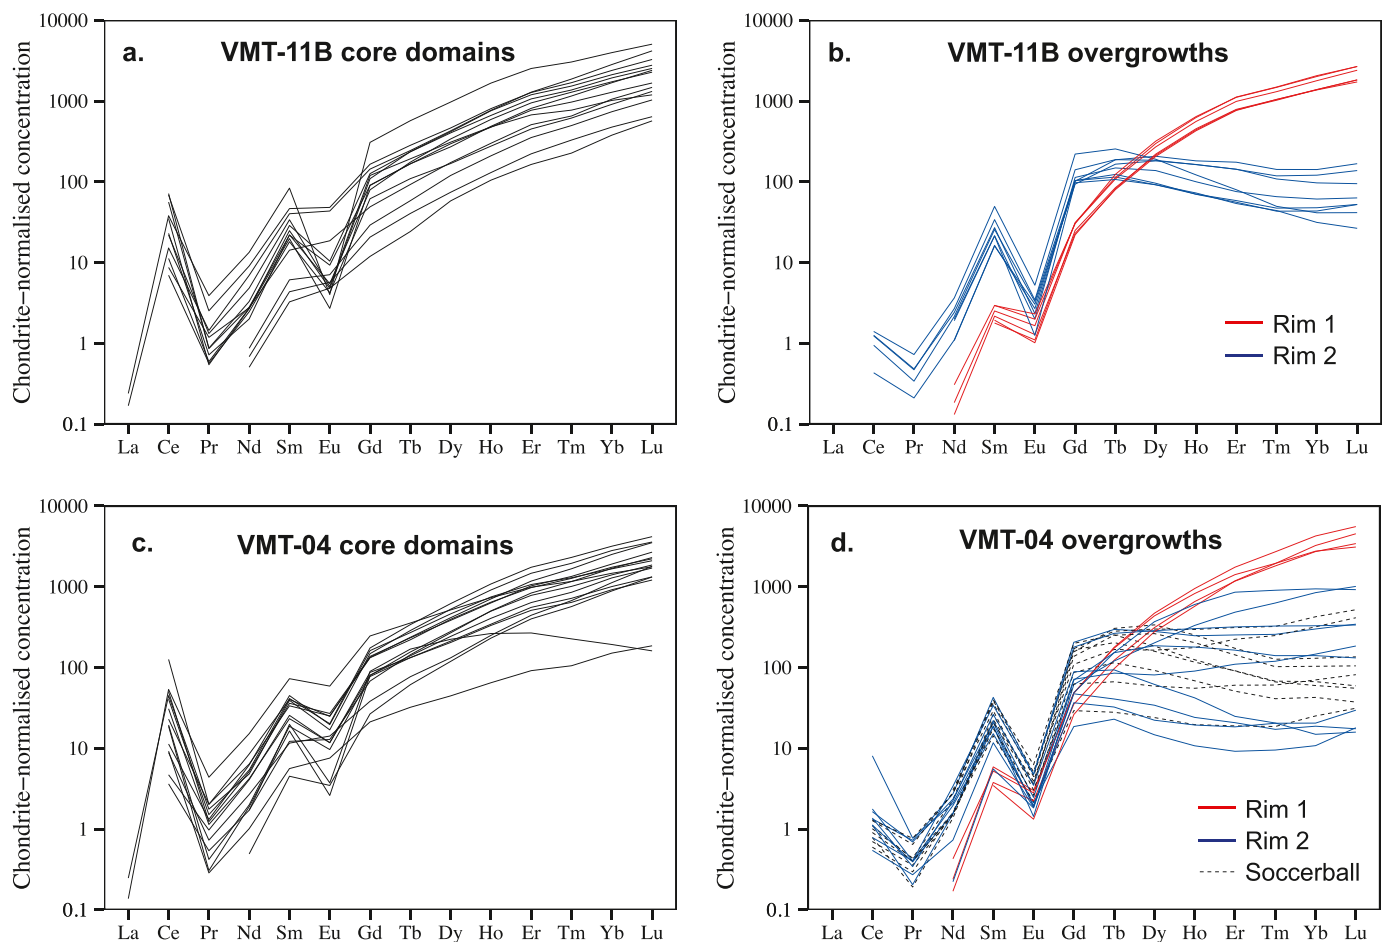 a.
VMT-11B core domains
Chondrite–normalised concentration
10000
1000
100
10
1
0.1
La Ce Pr Nd Sm Eu Gd Tb Dy Ho Er Tm Yb Lu
b.
VMT-11B overgrowths
Chondrite–normalised concentration
10000
1000
100
10
1
0.1
Rim 1
Rim 2
La Ce Pr Nd Sm Eu Gd Tb Dy Ho Er Tm Yb Lu
c.
VMT-04 core domains
Chondrite–normalised concentration
10000
1000
100
10
1
0.1
La Ce Pr Nd Sm Eu Gd Tb Dy Ho Er Tm Yb Lu
d.
VMT-04 overgrowths
Chondrite–normalised concentration
10000
1000
100
10
1
0.1
Rim 1
Rim 2
Soccerball
La Ce Pr Nd Sm Eu Gd Tb Dy Ho Er Tm Yb Lu